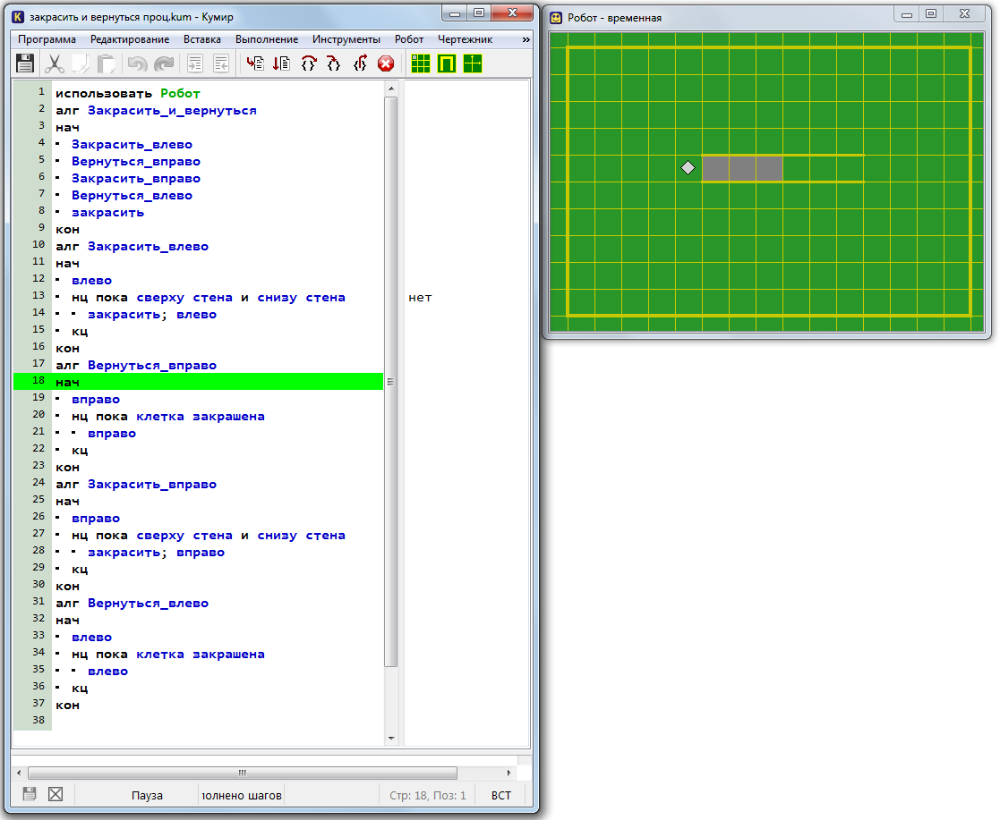 закрасить и вернуться проц.kum - Кумир
Программа Редактирование Вставка Выполнение Инструменты Робот Чертежник »
1 использовать Робот
2 алг Закрасить_и_вернуться
3 нач
4 Закрасить_влево
5 Вернуться_вправо
6 Закрасить_вправо
7 Вернуться_влево
8 закрасить
9 кон
10 алг Закрасить_влево
11 нач
12 влево
13 нц пока сверху стена и снизу стена нет
14 закрасить; влево
15 кц
16 кон
17 алг Вернуться_вправо
18 нач
19 вправо
20 нц пока клетка закрашена
21 вправо
22 кц
23 кон
24 алг Закрасить_вправо
25 нач
26 вправо
27 нц пока сверху стена и снизу стена
28 закрасить; вправо
29 кц
30 кон
31 алг Вернуться_влево
32 нач
33 влево
34 нц пока клетка закрашена
35 влево
36 кц
37 кон
38
Пауза олнено шагов Стр: 18, Поз: 1 ВСТ
Робот - временная